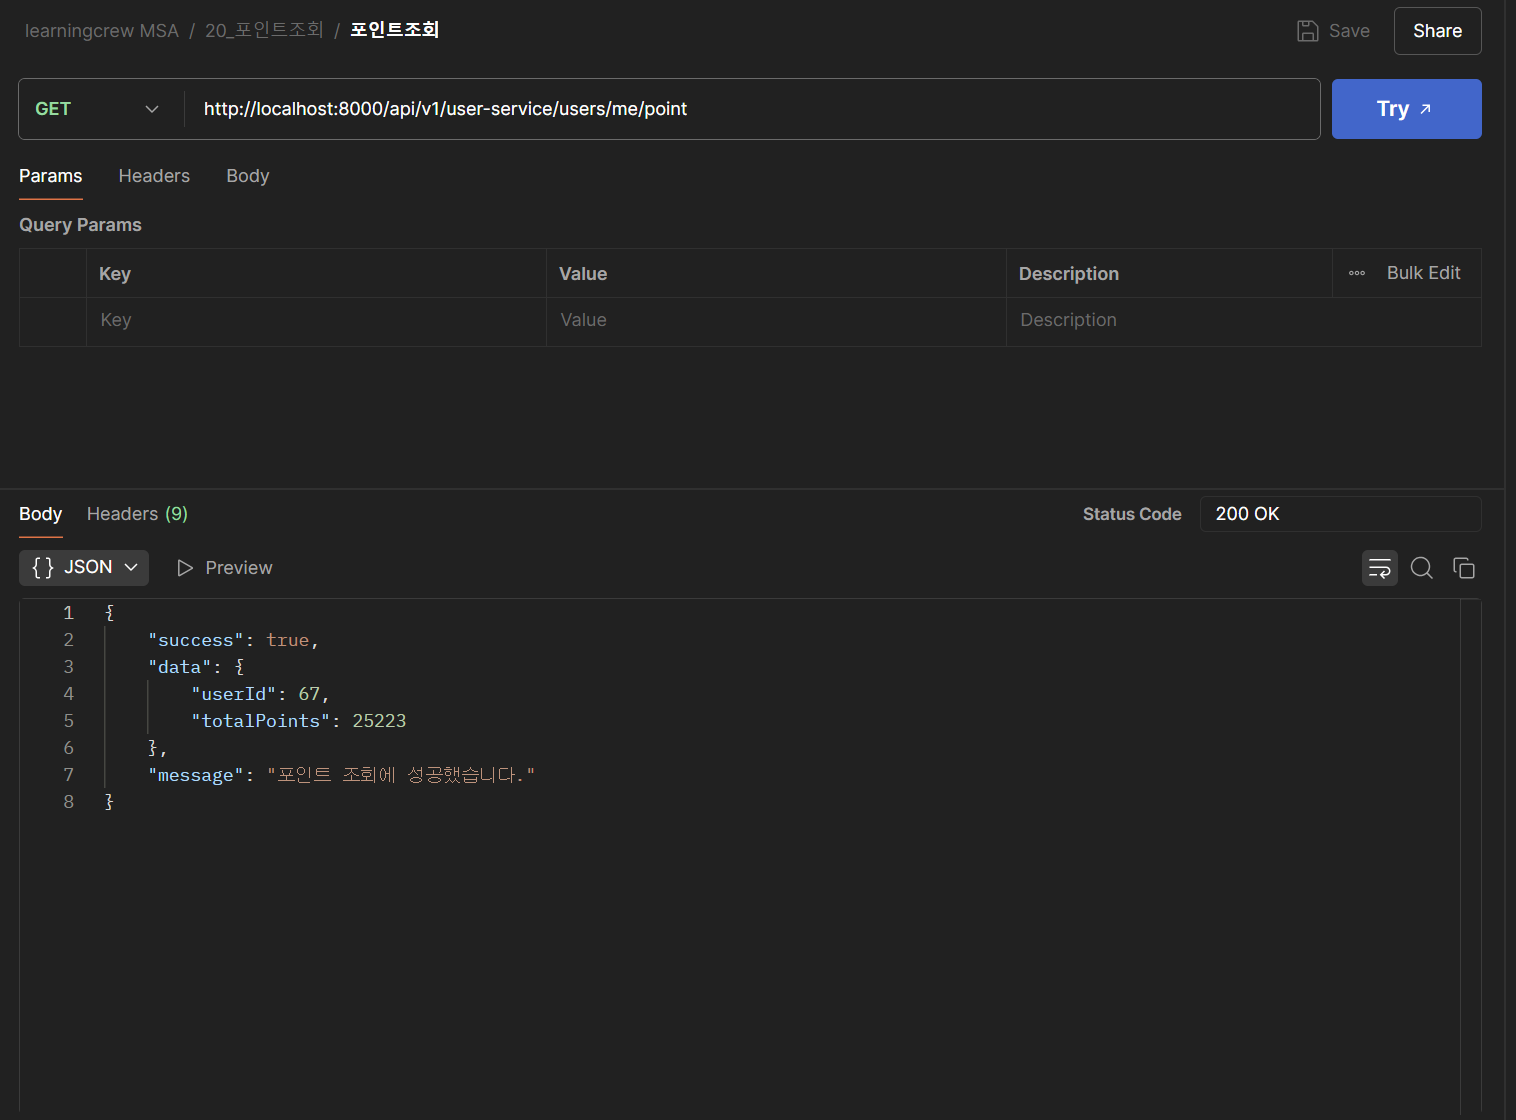 learningcrew MSA / 20_포인트조회 / 포인트조회
Save
Share
GET
http://localhost:8000/api/v1/user-service/users/me/point
Try ↗
Params Headers Body
Query Params
Key Value Description ••• Bulk Edit
Key Value Description
Body Headers (9)
Status Code 200 OK
{ } JSON
Preview
1 {
2 "success": true,
3 "data": {
4 "userId": 67,
5 "totalPoints": 25223
6 },
7 "message": "포인트 조회에 성공했습니다."
8 }